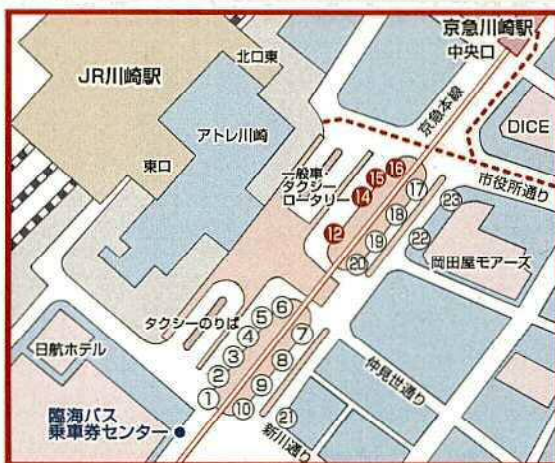 京急川崎駅
中央口
JR川崎駅
北口東
京急本線
アトレ川崎
DICE
東口
一般車・
タクシー
ロータリー
市役所通り
⑯
⑮
⑭
⑫
⑰
⑱
⑲
⑳
㉓
㉒
岡田屋モアーズ
タクシーのりば
⑥
⑤
④
③
②
①
⑦
⑧
⑨
⑩
㉑
日航ホテル
仲見世通り
新川通り
臨海バス
乗車券センター